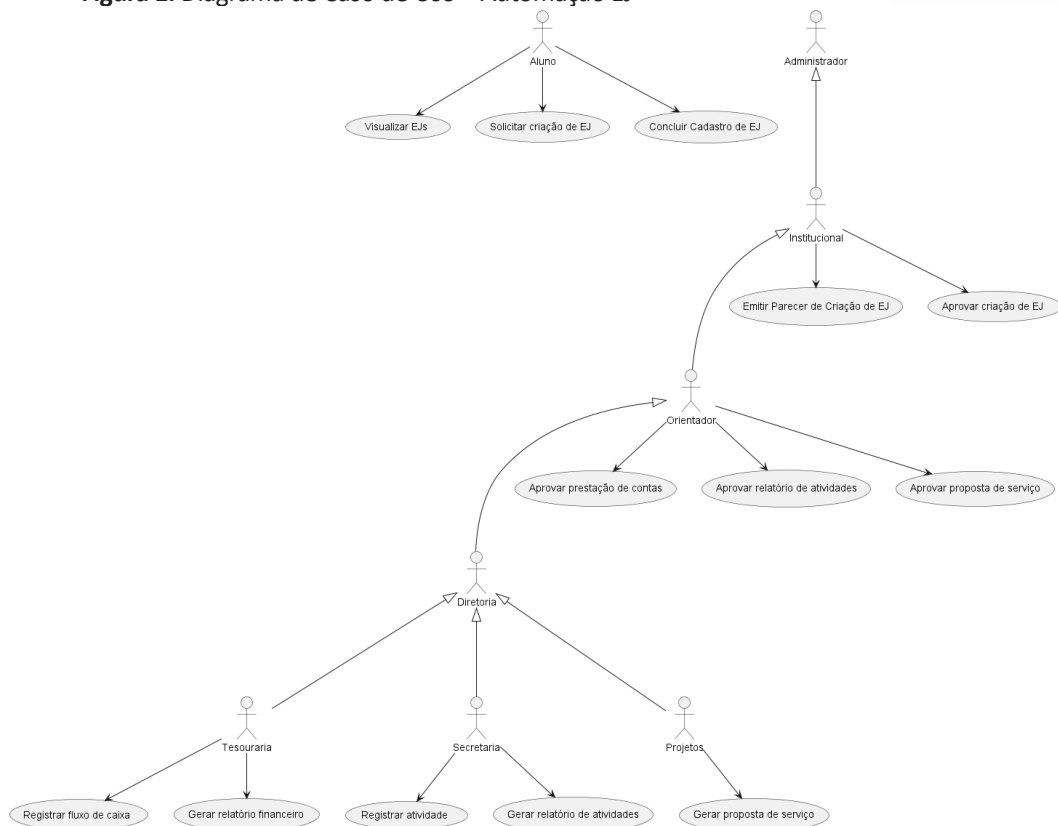 Figura 1. Diagrama de Caso de Uso - Automação EJ
Aluno
Administrador
Visualizar EJs
Solicitar criação de EJ
Concluir Cadastro de EJ
Institucional
Emitir Parecer de Criação de EJ
Aprovar criação de EJ
Orientador
Aprovar prestação de contas
Aprovar relatório de atividades
Aprovar proposta de serviço
Diretoria
Tesouraria
Secretaria
Projetos
Registrar fluxo de caixa
Gerar relatório financeiro
Registrar atividade
Gerar relatório de atividades
Gerar proposta de serviço